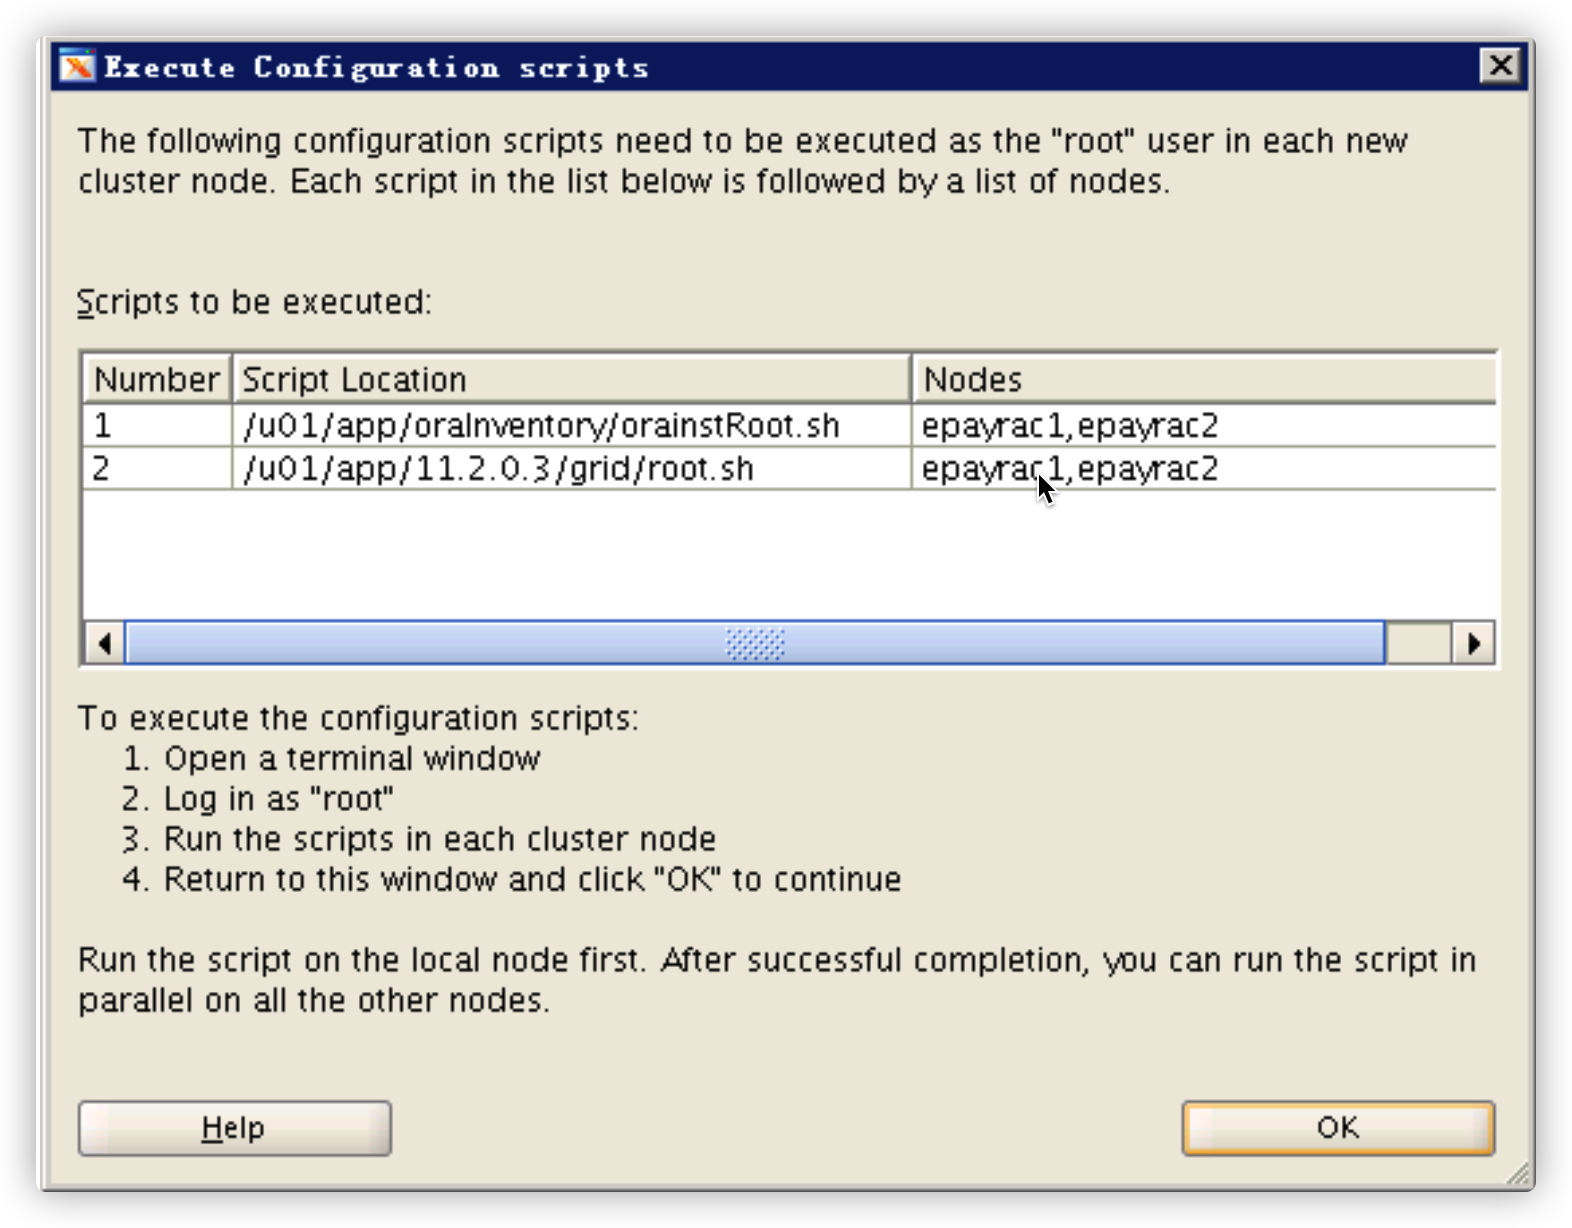 Execute Configuration scripts
The following configuration scripts need to be executed as the "root" user in each new
cluster node. Each script in the list below is followed by a list of nodes.
Scripts to be executed:
Number Script Location Nodes
1 /u01/app/oraInventory/orainstRoot.sh epayrac1,epayrac2
2 /u01/app/11.2.0.3/grid/root.sh epayrac1,epayrac2
To execute the configuration scripts:
1. Open a terminal window
2. Log in as "root"
3. Run the scripts in each cluster node
4. Return to this window and click "OK" to continue
Run the script on the local node first. After successful completion, you can run the script in
parallel on all the other nodes.
Help OK